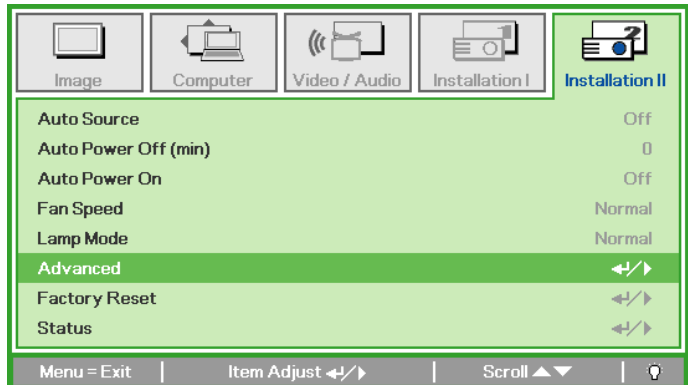 Image Computer Video / Audio Installation I Installation II
Auto Source Off
Auto Power Off (min) 0
Auto Power On Off
Fan Speed Normal
Lamp Mode Normal
Advanced
Factory Reset
Status
Menu = Exit | Item Adjust | Scroll |